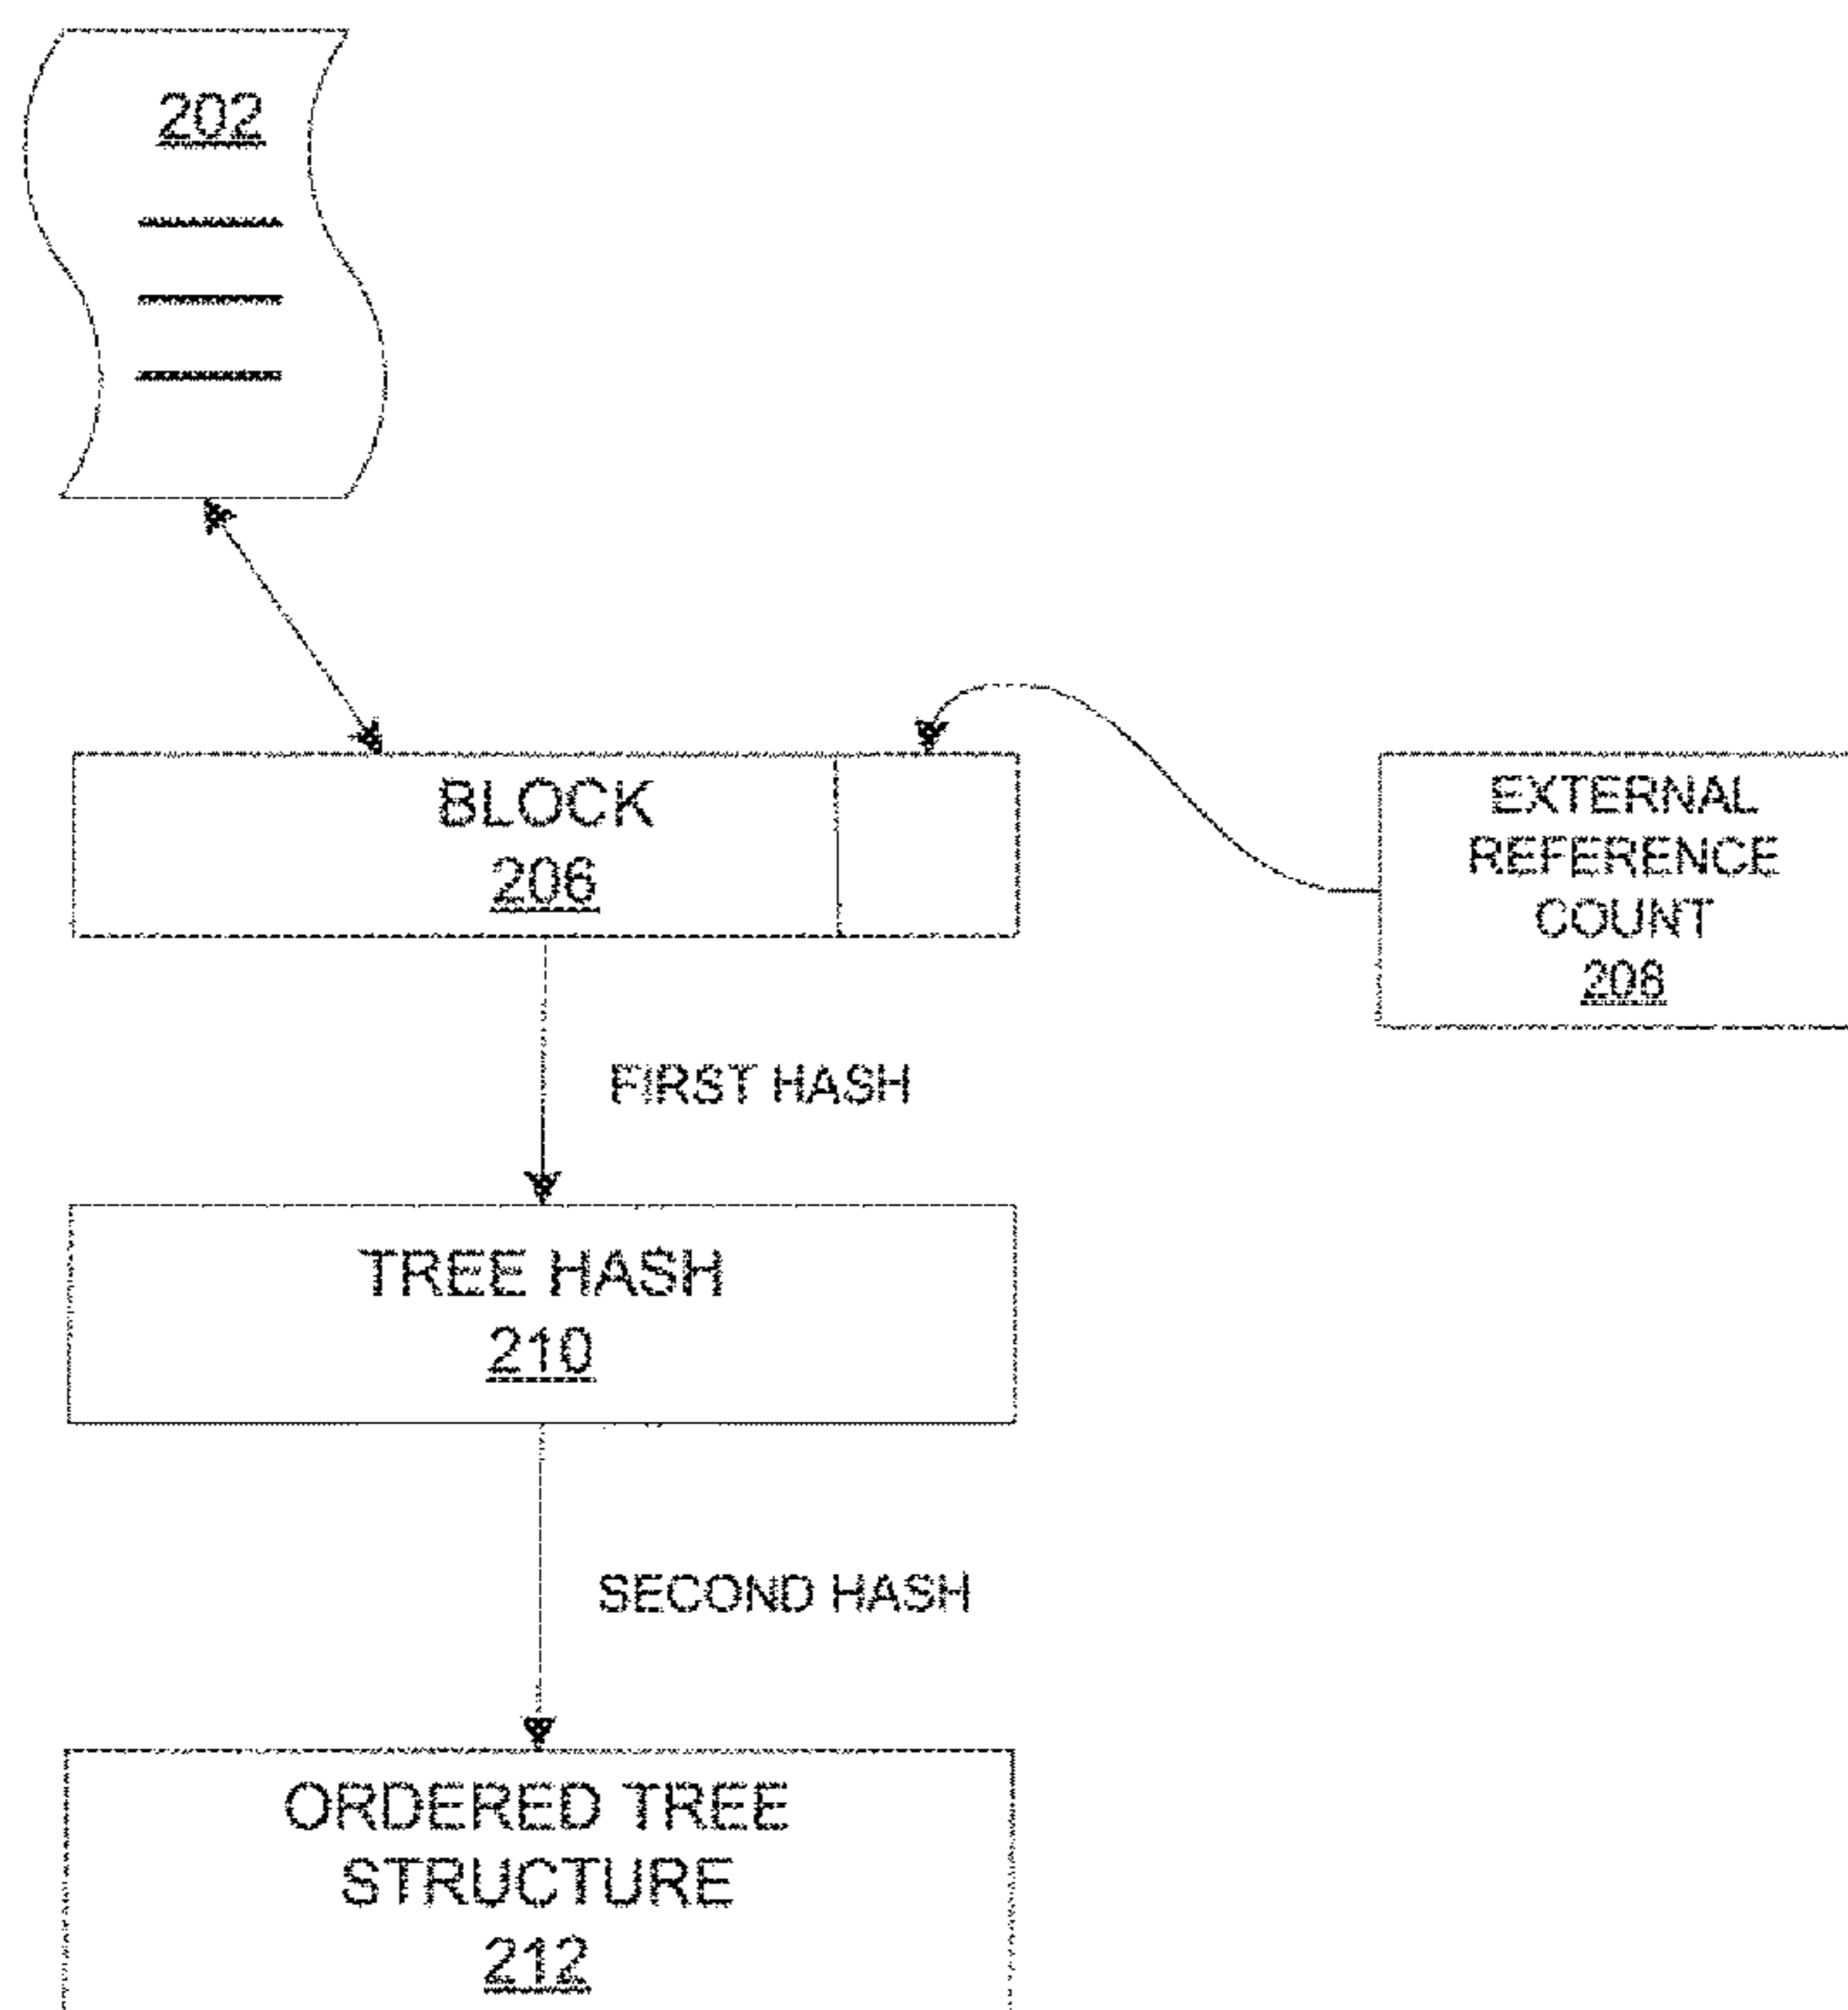 202
BLOCK
206
EXTERNAL
REFERENCE
COUNT
208
FIRST HASH
TREE HASH
210
SECOND HASH
ORDERED TREE
STRUCTURE
212